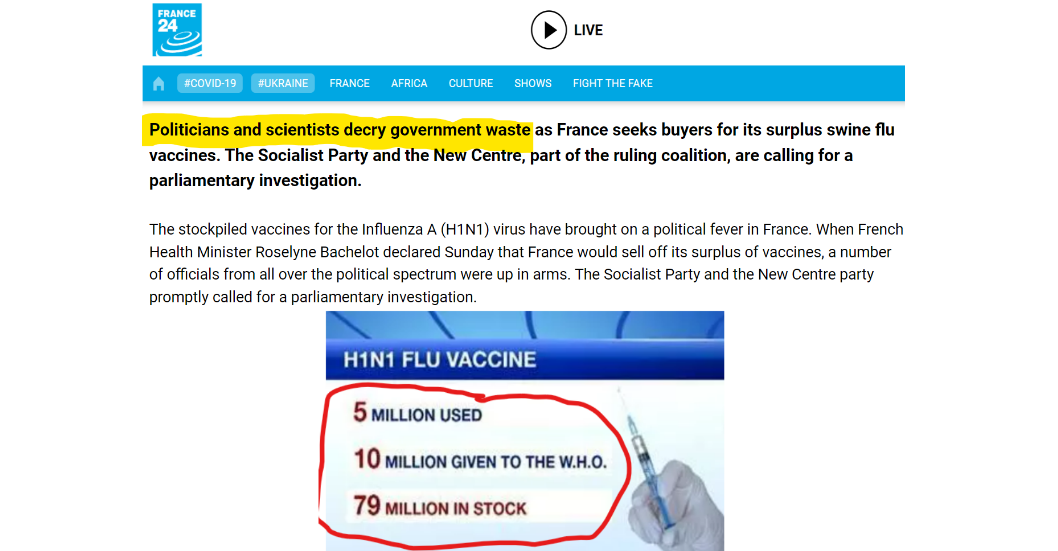 FRANCE
24
LIVE
#COVID-19 #UKRAINE FRANCE AFRICA CULTURE SHOWS FIGHT THE FAKE
Politicians and scientists decry government waste as France seeks buyers for its surplus swine flu
vaccines. The Socialist Party and the New Centre, part of the ruling coalition, are calling for a
parliamentary investigation.
The stockpiled vaccines for the Influenza A (H1N1) virus have brought on a political fever in France. When French
Health Minister Roselyne Bachelot declared Sunday that France would sell off its surplus of vaccines, a number
of officials from all over the political spectrum were up in arms. The Socialist Party and the New Centre party
promptly called for a parliamentary investigation.
H1N1 FLU VACCINE
5 MILLION USED
10 MILLION GIVEN TO THE W.H.O.
79 MILLION IN STOCK